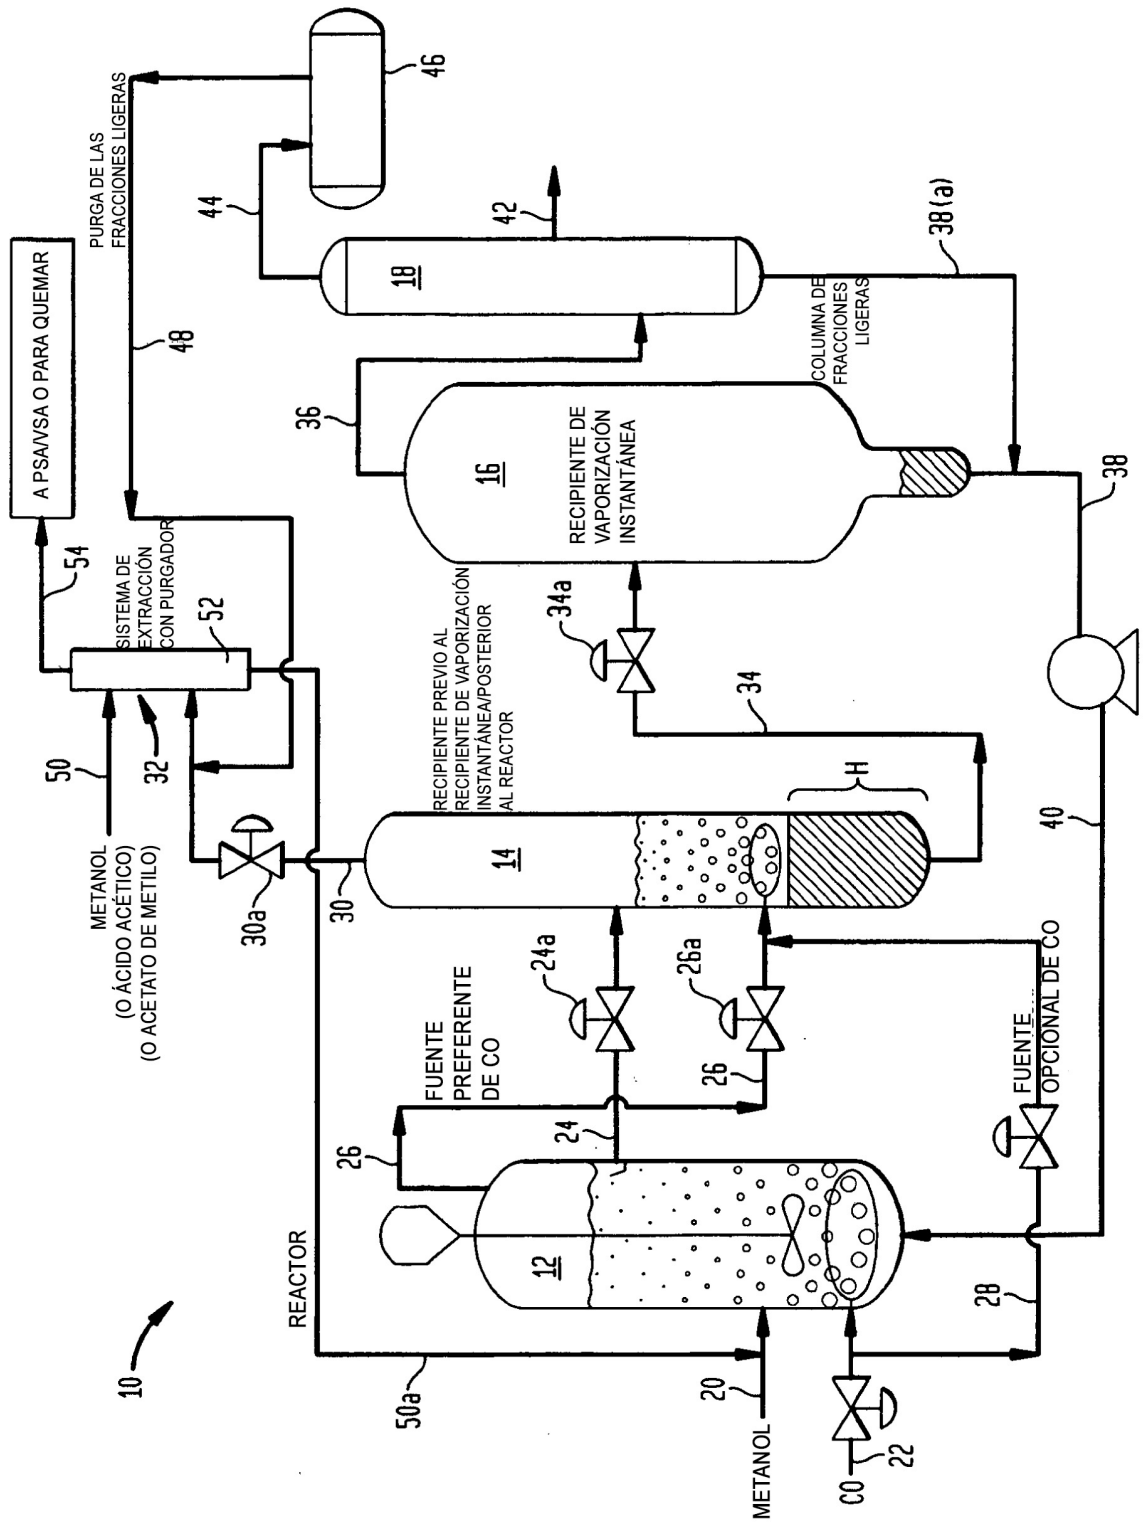 A PSA/VSA O PARA QUEMAR
50
54
PURGA DE LAS
FRACCIONES LIGERAS
METANOL
(O ÁCIDO ACÉTICO)
(O ACETATO DE METILO)
32
SISTEMA DE
EXTRACCIÓN
CON PURGADOR
52
48
10
30a
44
46
REACTOR
30
36
26
50a
FUENTE
PREFERENTE
DE CO
RECIPIENTE PREVIO AL
RECIPIENTE DE VAPORIZACIÓN
INSTANTÁNEA/POSTERIOR
AL REACTOR
14
16
18
42
12
24
24a
34a
RECIPIENTE DE
VAPORIZACIÓN
INSTANTÁNEA
20
26
26a
34
METANOL
COLUMNA DE
FRACCIONES
LIGERAS
H
CO
22
28
FUENTE
OPCIONAL DE CO
40
38
38(a)